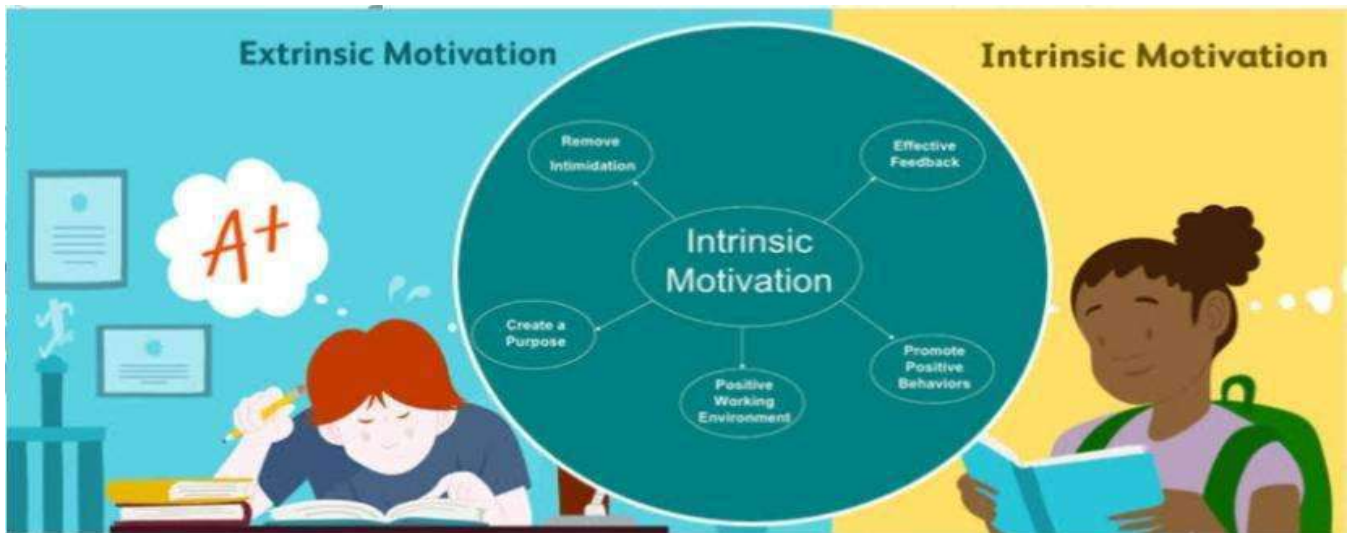 Extrinsic Motivation
Intrinsic Motivation
A+
Remove
Intimidation
Effective
Feedback
Intrinsic
Motivation
Create a
Purpose
Positive
Working
Environment
Promote
Positive
Behaviors